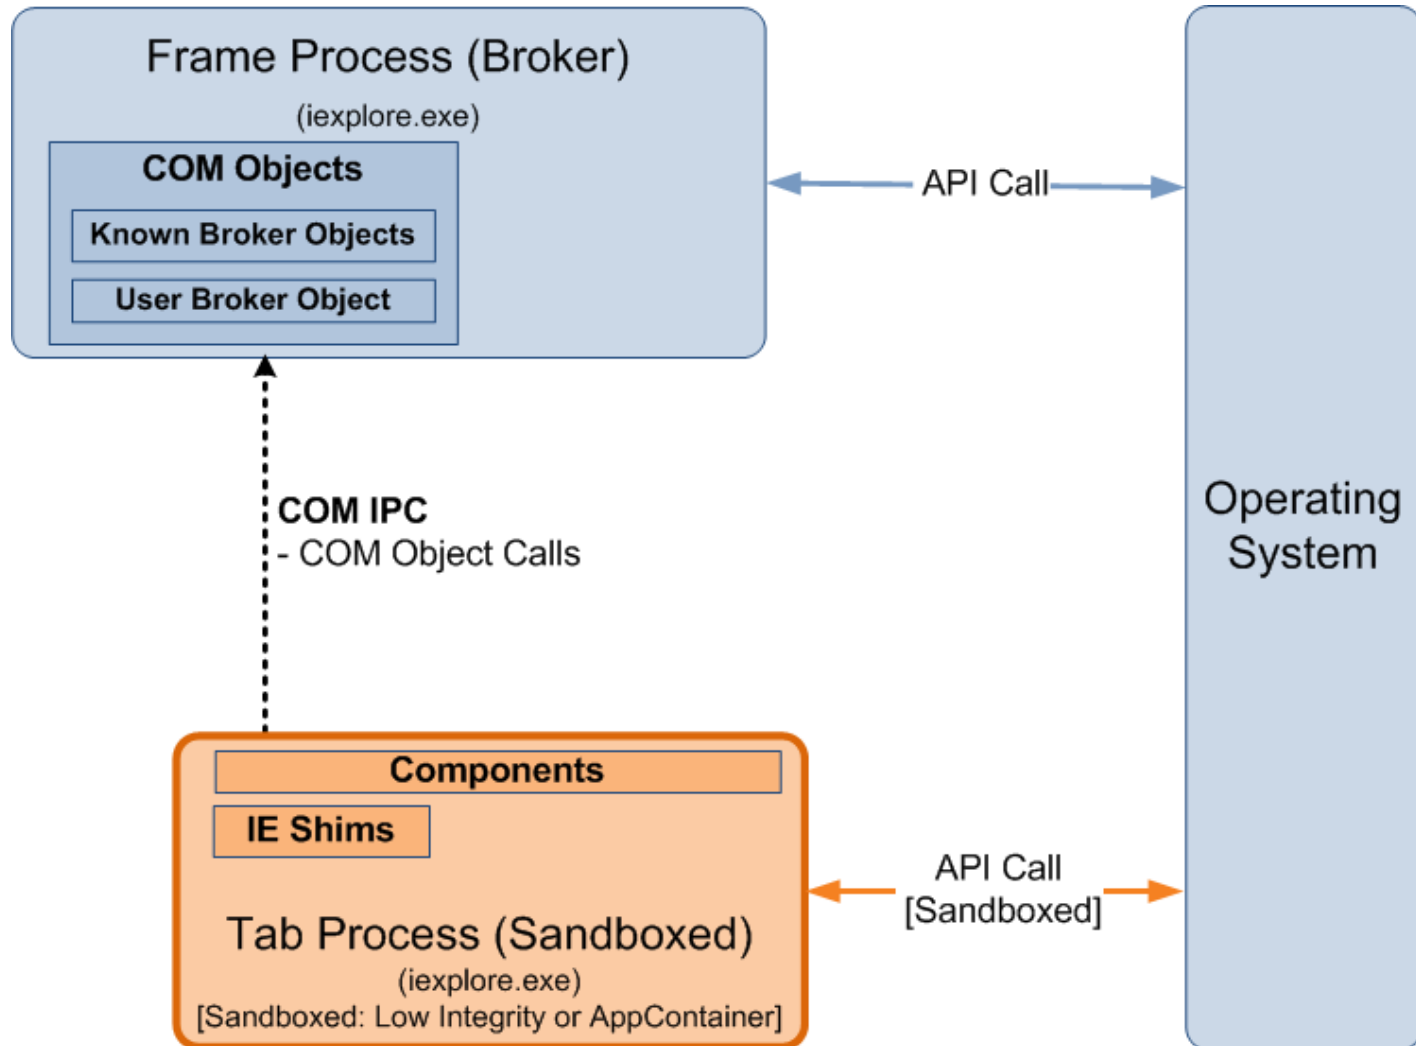 Frame Process (Broker)
(iexplore.exe)
COM Objects
Known Broker Objects
User Broker Object
API Call
Operating
System
COM IPC
- COM Object Calls
Components
IE Shims
Tab Process (Sandboxed)
(iexplore.exe)
[Sandboxed: Low Integrity or AppContainer]
API Call
[Sandboxed]